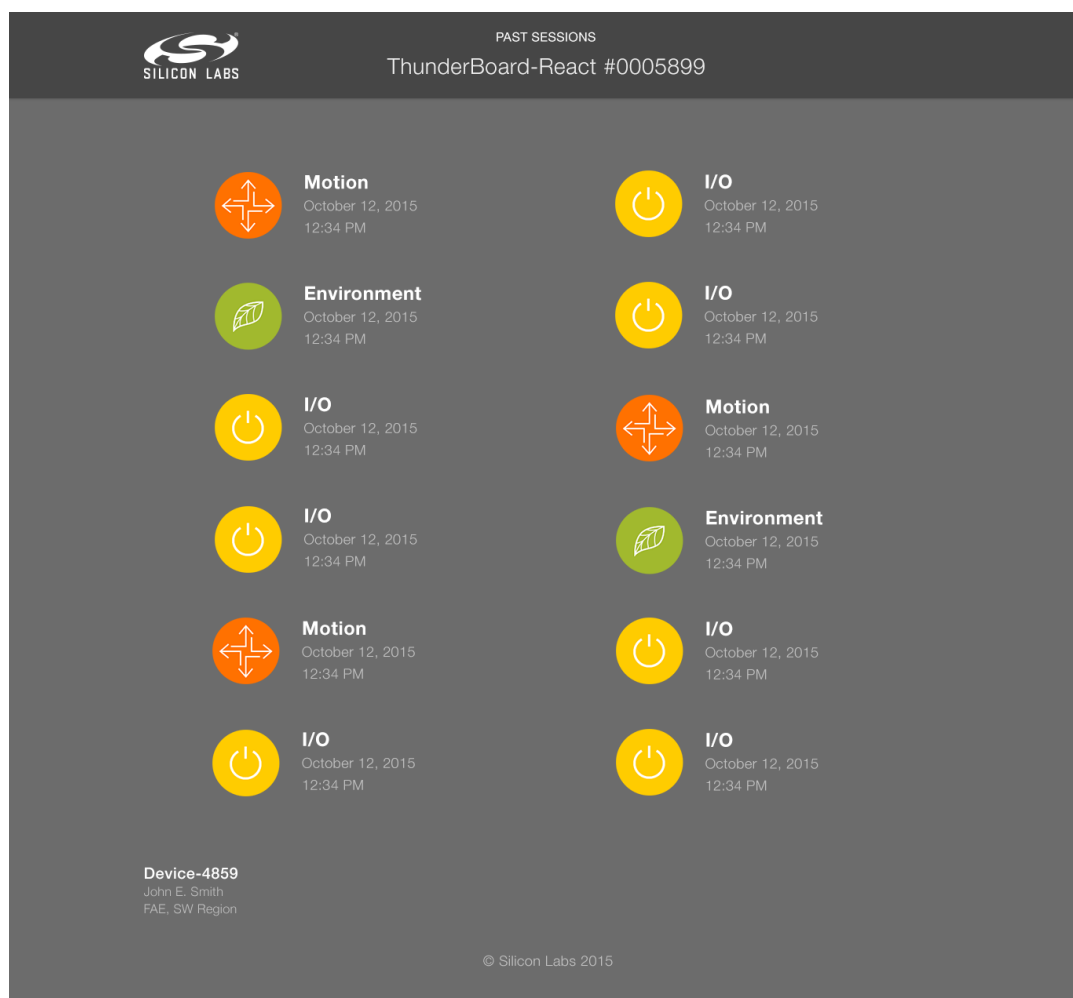 SILICON LABS
PAST SESSIONS
ThunderBoard-React #0005899
Motion
October 12, 2015
12:34 PM
I/O
October 12, 2015
12:34 PM
Environment
October 12, 2015
12:34 PM
I/O
October 12, 2015
12:34 PM
I/O
October 12, 2015
12:34 PM
Motion
October 12, 2015
12:34 PM
I/O
October 12, 2015
12:34 PM
Environment
October 12, 2015
12:34 PM
Motion
October 12, 2015
12:34 PM
I/O
October 12, 2015
12:34 PM
I/O
October 12, 2015
12:34 PM
I/O
October 12, 2015
12:34 PM
Device-4859
John E. Smith
FAE, SW Region
© Silicon Labs 2015